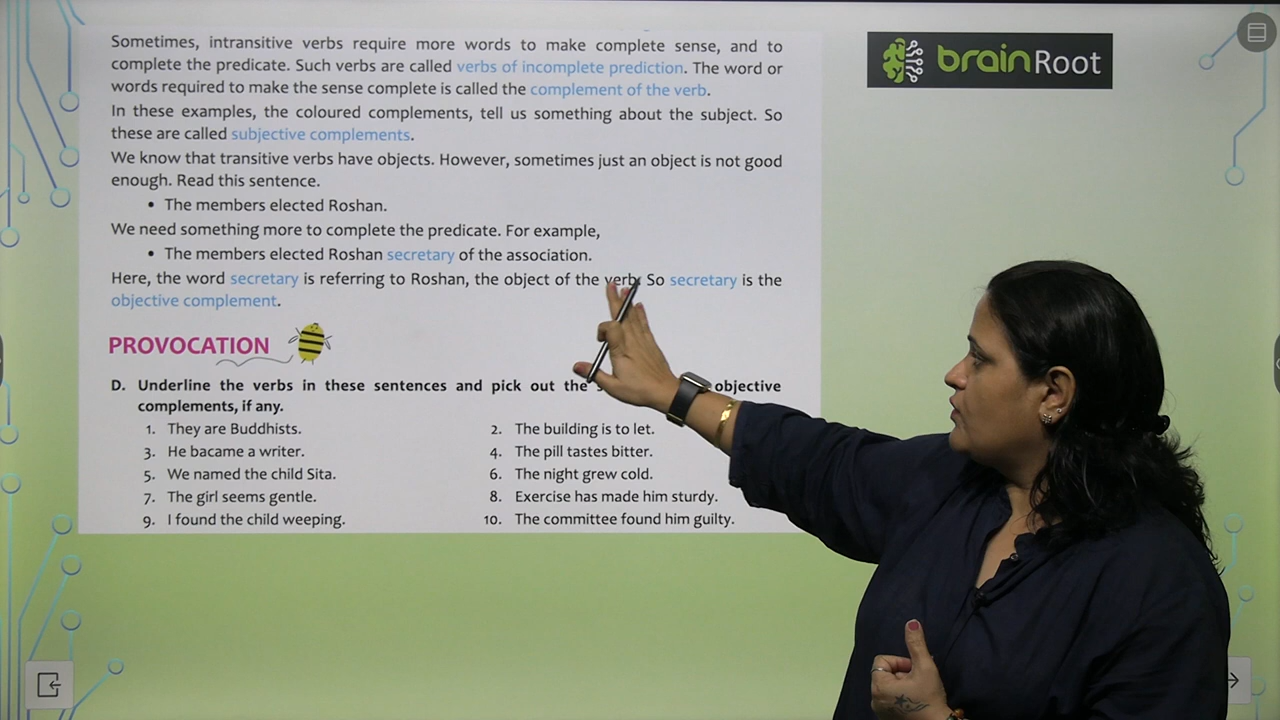 Sometimes, intransitive verbs require more words to make complete sense, and to
complete the predicate. Such verbs are called verbs of incomplete prediction. The word or
words required to make the sense complete is called the complement of the verb.
In these examples, the coloured complements, tell us something about the subject. So
these are called subjective complements.
We know that transitive verbs have objects. However, sometimes just an object is not good
enough. Read this sentence.
• The members elected Roshan.
We need something more to complete the predicate. For example,
• The members elected Roshan secretary of the association.
Here, the word secretary is referring to Roshan, the object of the verb. So secretary is the
objective complement.
PROVOCATION
D. Underline the verbs in these sentences and pick out the objective
complements, if any.
1. They are Buddhists.
2. The building is to let.
3. He bacame a writer.
4. The pill tastes bitter.
5. We named the child Sita.
6. The night grew cold.
7. The girl seems gentle.
8. Exercise has made him sturdy.
9. I found the child weeping.
10. The committee found him guilty.
brainRoot